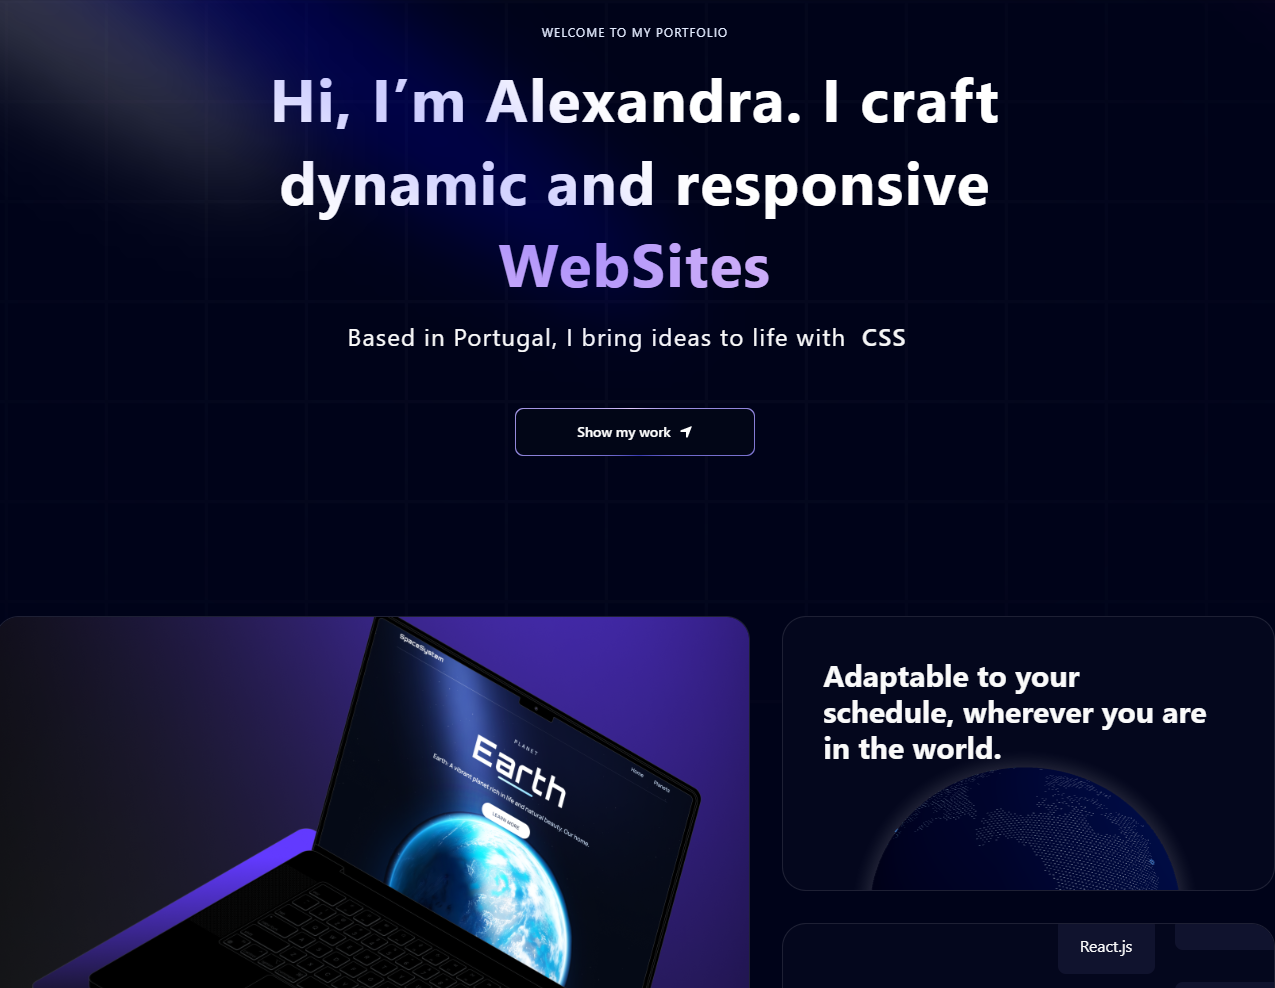 WELCOME TO MY PORTFOLIO
Hi, I’m Alexandra. I craft
dynamic and responsive
WebSites
Based in Portugal, I bring ideas to life with CSS
Show my work
SpaceSystem
Home
Planets
PLANET
Earth
Earth: A vibrant planet rich in life and natural beauty. Our home.
LEARN MORE
Adaptable to your
schedule, wherever you are
in the world.
React.js